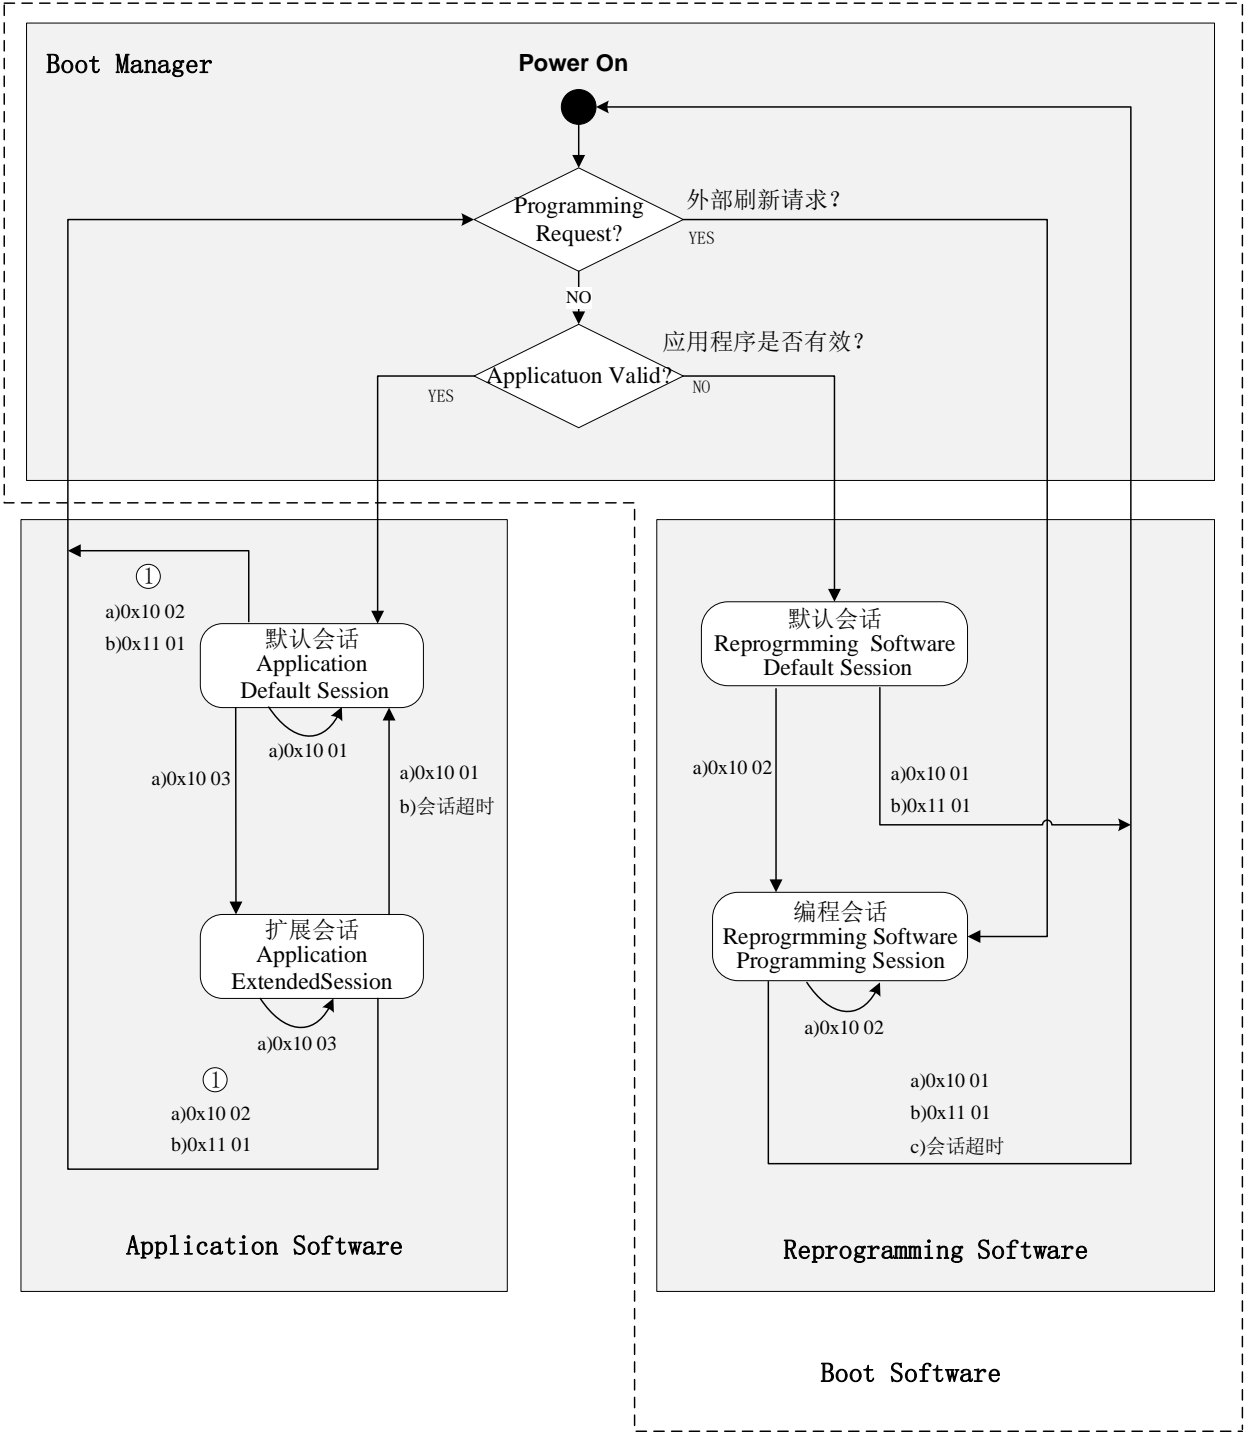 Boot Manager
Power On
Programming
Request?
外部刷新请求？
YES
NO
应用程序是否有效？
Applicatuon Valid?
YES
NO
①
a)0x10 02
b)0x11 01
默认会话
Application
Default Session
a)0x10 01
a)0x10 03
a)0x10 01
b)会话超时
扩展会话
Application
ExtendedSession
a)0x10 03
①
a)0x10 02
b)0x11 01
Application Software
默认会话
Reprogrmming Software
Default Session
a)0x10 02
a)0x10 01
b)0x11 01
编程会话
Reprogrmming Software
Programming Session
a)0x10 02
a)0x10 01
b)0x11 01
c)会话超时
Reprogramming Software
Boot Software